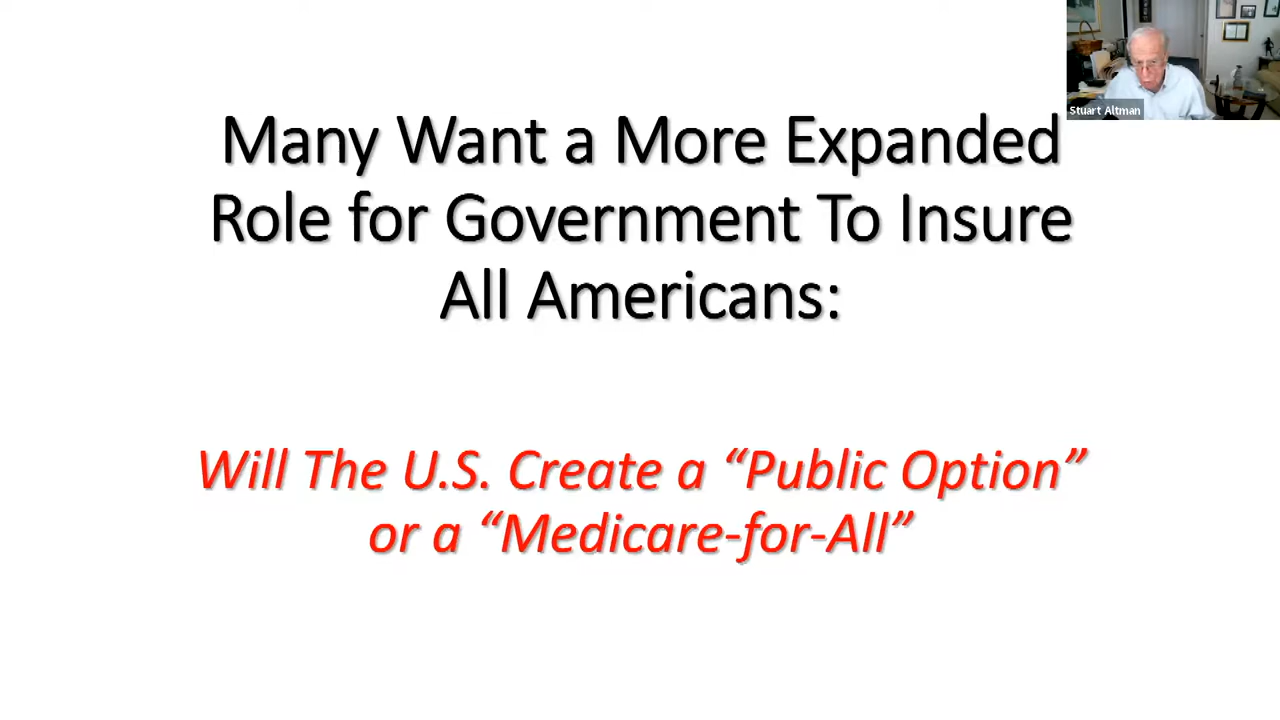 Stuart Altman
Many Want a More Expanded
Role for Government To Insure
All Americans:
Will The U.S. Create a “Public Option”
or a “Medicare-for-All”